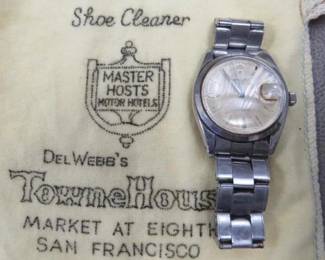 Shoe Cleaner
MASTER
HOSTS
MOTOR HOTELS
DEL WEBB'S
TowneHous
MARKET AT EIGHTH
SAN FRANCISCO